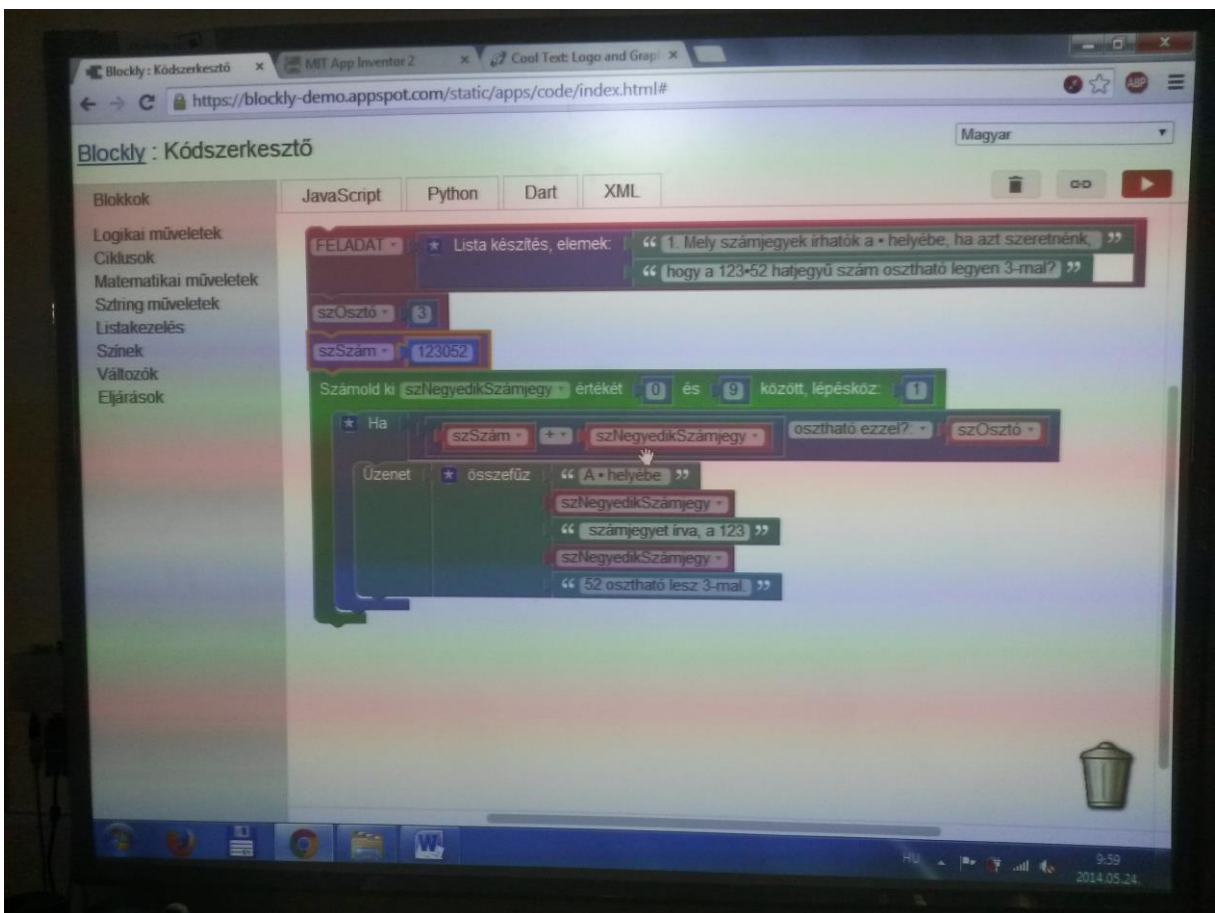 Blockly : Kódszerkesztő × MIT App Inventor 2 × Cool Text: Logo and Grap ×
https://blockly-demo.appspot.com/static/apps/code/index.html# ABP
Blockly : Kódszerkesztő Magyar
Blokkok JavaScript Python Dart XML
Logikai műveletek
Ciklusok
Matematikai műveletek
Sztring műveletek
Listakezelés
Színek
Változók
Eljárások
FELADAT Lista készítés, elemek: “ 1. Mely számjegyek írhatók a • helyébe, ha azt szeretnénk, ”
“ hogy a 123•52 hatjegyű szám osztható legyen 3-mal? ”
szOsztó 3
szSzám 123052
Számold ki szNegyedikSzámjegy értékét 0 és 9 között, lépésköz: 1
Ha szSzám + szNegyedikSzámjegy osztható ezzel?: szOsztó
Üzenet összefűz “ A • helyébe ”
szNegyedikSzámjegy
“ számjegyet írva, a 123 ”
szNegyedikSzámjegy
“ 52 osztható lesz 3-mal. ”
HU 9:59
2014.05.24.